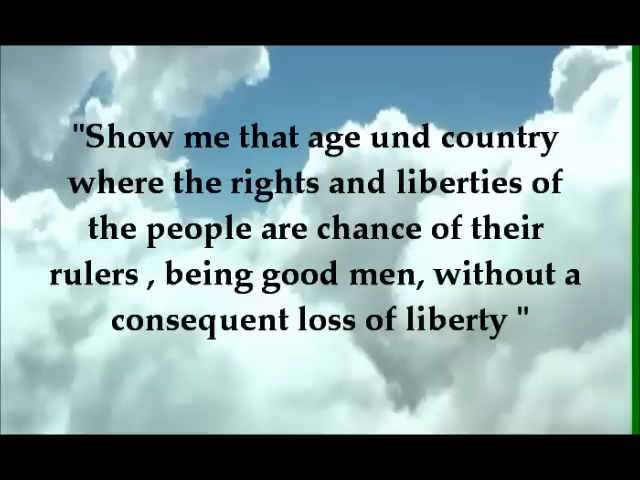 "Show me that age und country
where the rights and liberties of
the people are chance of their
rulers , being good men, without a
consequent loss of liberty "